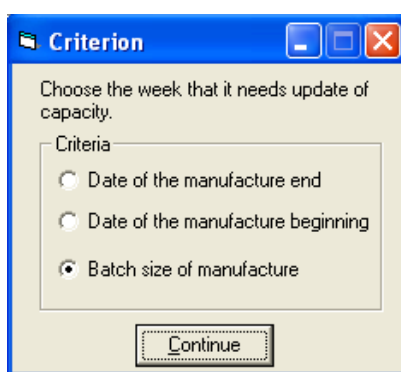 Criterion
Choose the week that it needs update of
capacity.
Criteria
Date of the manufacture end
Date of the manufacture beginning
Batch size of manufacture
Continue